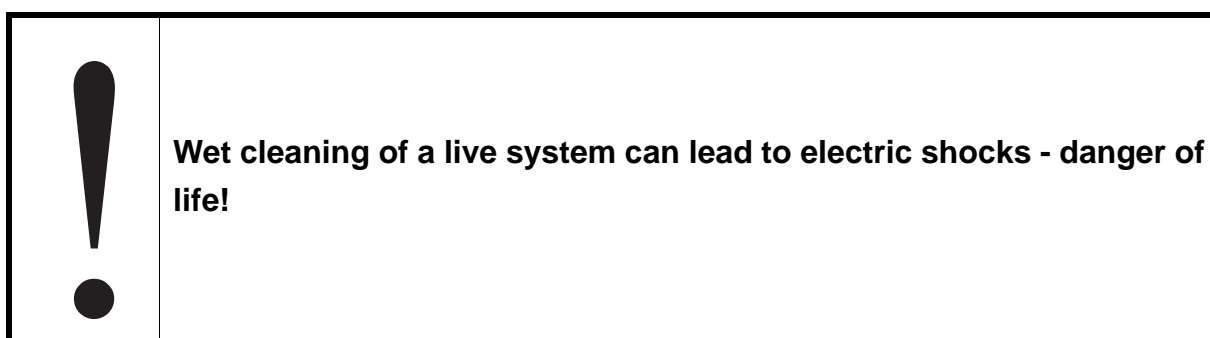 !
Wet cleaning of a live system can lead to electric shocks - danger of
life!